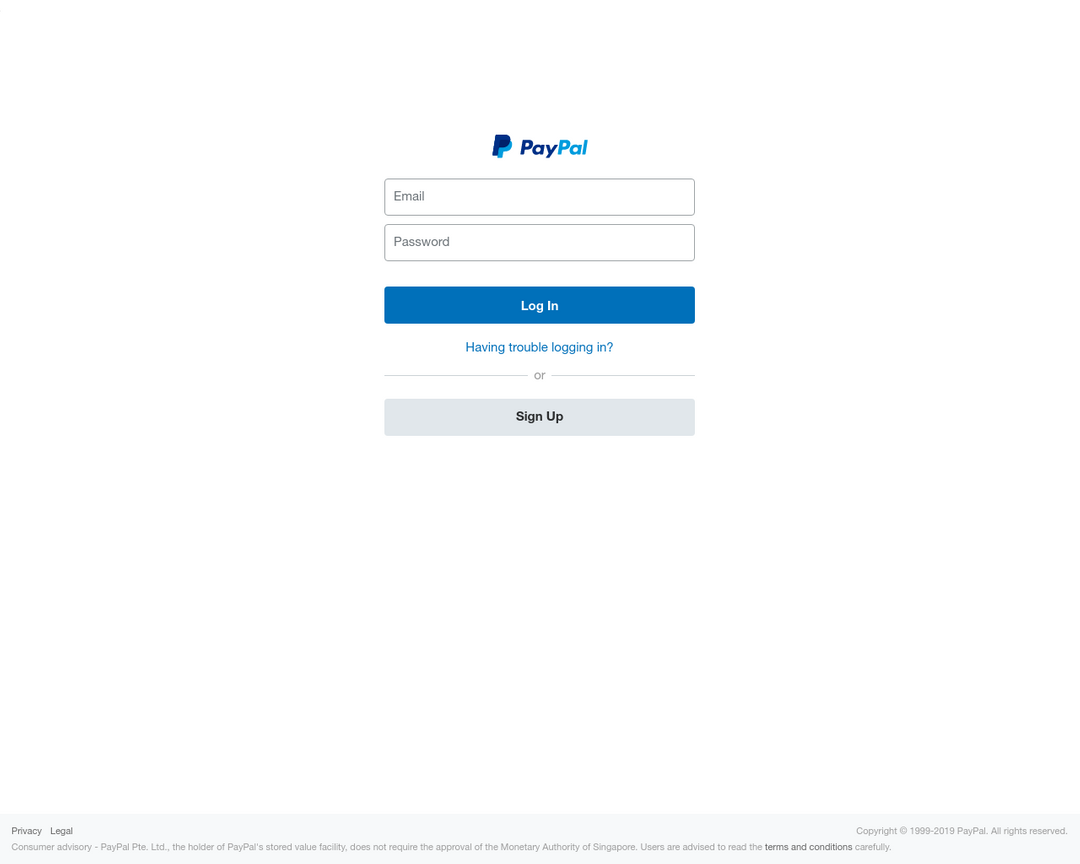 PayPal
Email
Password
Log In
Having trouble logging in?
or
Sign Up
Privacy Legal
Copyright © 1999-2019 PayPal. All rights reserved.
Consumer advisory - PayPal Pte. Ltd., the holder of PayPal's stored value facility, does not require the approval of the Monetary Authority of Singapore. Users are advised to read the terms and conditions carefully.